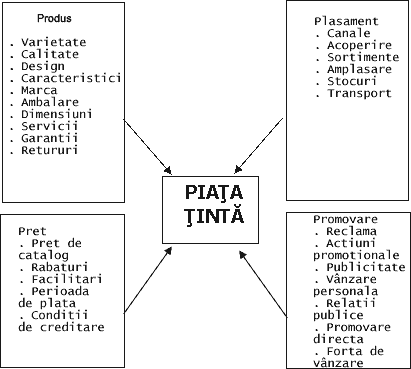 Produs
. Varietate
. Calitate
. Design
. Caracteristici
. Marca
. Ambalare
. Dimensiuni
. Servicii
. Garantii
. Retururi
Plasament
. Canale
. Acoperire
. Sortimente
. Amplasare
. Stocuri
. Transport
PIAŢA
ŢINTĂ
Pret
. Pret de
catalog
. Rabaturi
. Facilitari
. Perioada
de plata
. Conditii
de creditare
Promovare
. Reclama
. Actiuni
promotionale
. Publicitate
. Vânzare
personala
. Relatii
publice
. Promovare
directa
. Forta de
vânzare